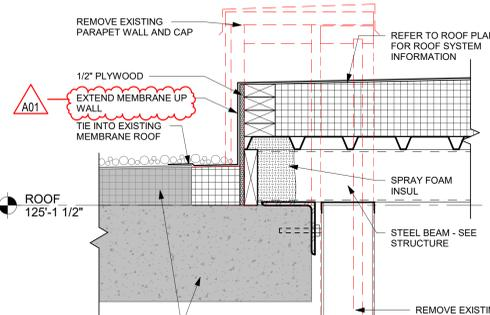 REMOVE EXISTING
PARAPET WALL AND CAP
REFER TO ROOF
FOR ROOF SYSTEM
INFORMATION
1/2" PLYWOOD
A01
EXTEND MEMBRANE UP
WALL
TIE INTO EXISTING
MEMBRANE ROOF
SPRAY FOAM
INSUL
ROOF
125'-1 1/2"
STEEL BEAM - SEE
STRUCTURE
REMOVE